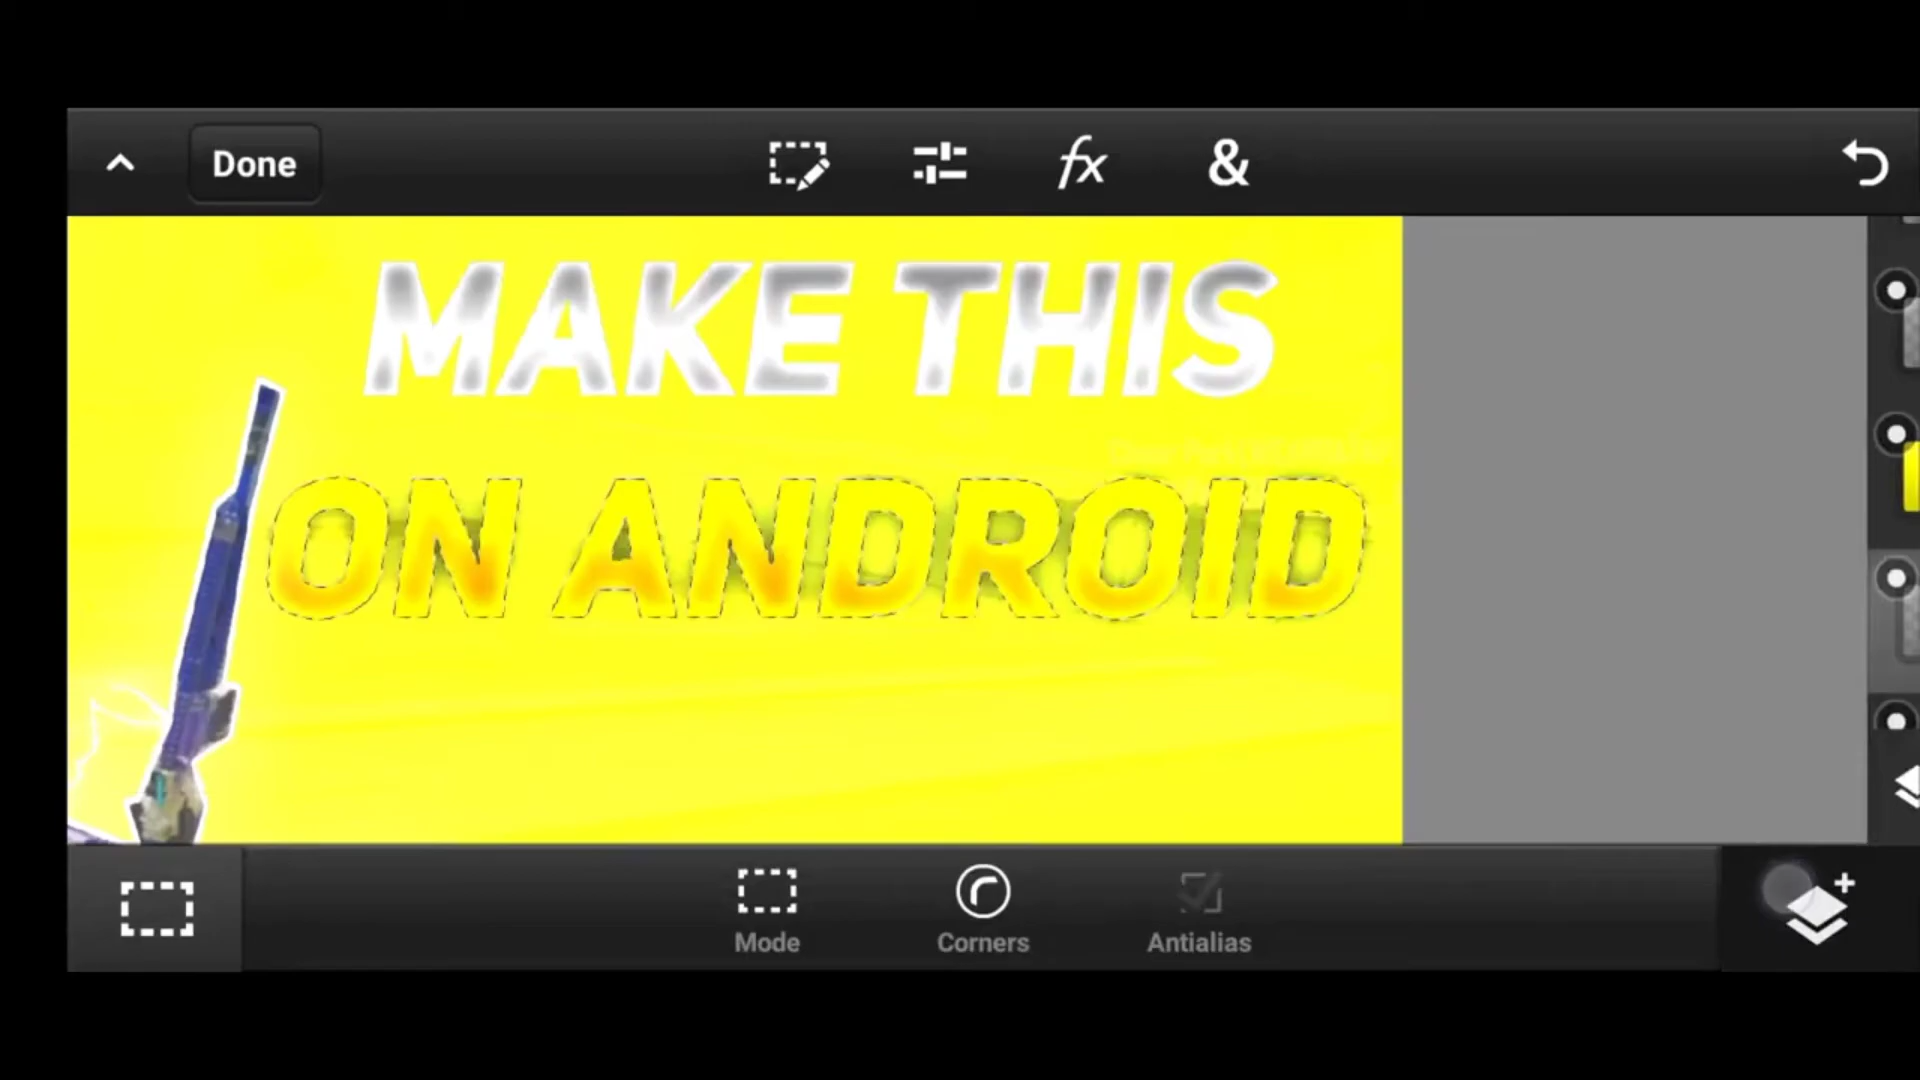 Done
fx
&
MAKE THIS
ON ANDROID
Mode
Corners
Antialias